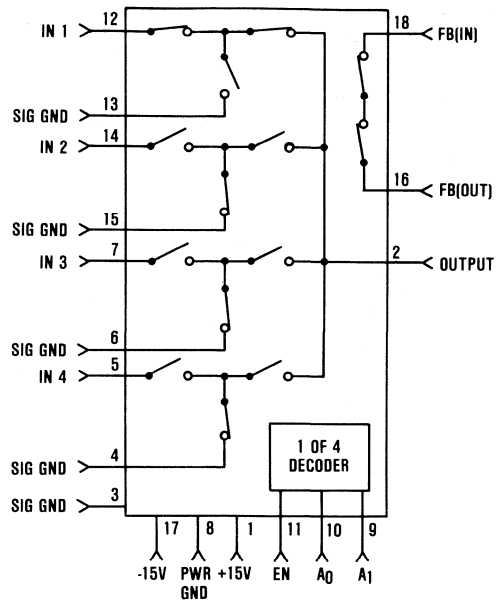 12
18
IN 1
FB(IN)
13
SIG GND
14
IN 2
16
FB(OUT)
15
SIG GND
7
2
IN 3
OUTPUT
6
SIG GND
5
IN 4
1 OF 4
DECODER
4
SIG GND
3
SIG GND
17
8
1
11
10
9
-15V
PWR
GND
+15V
EN
A0
A1